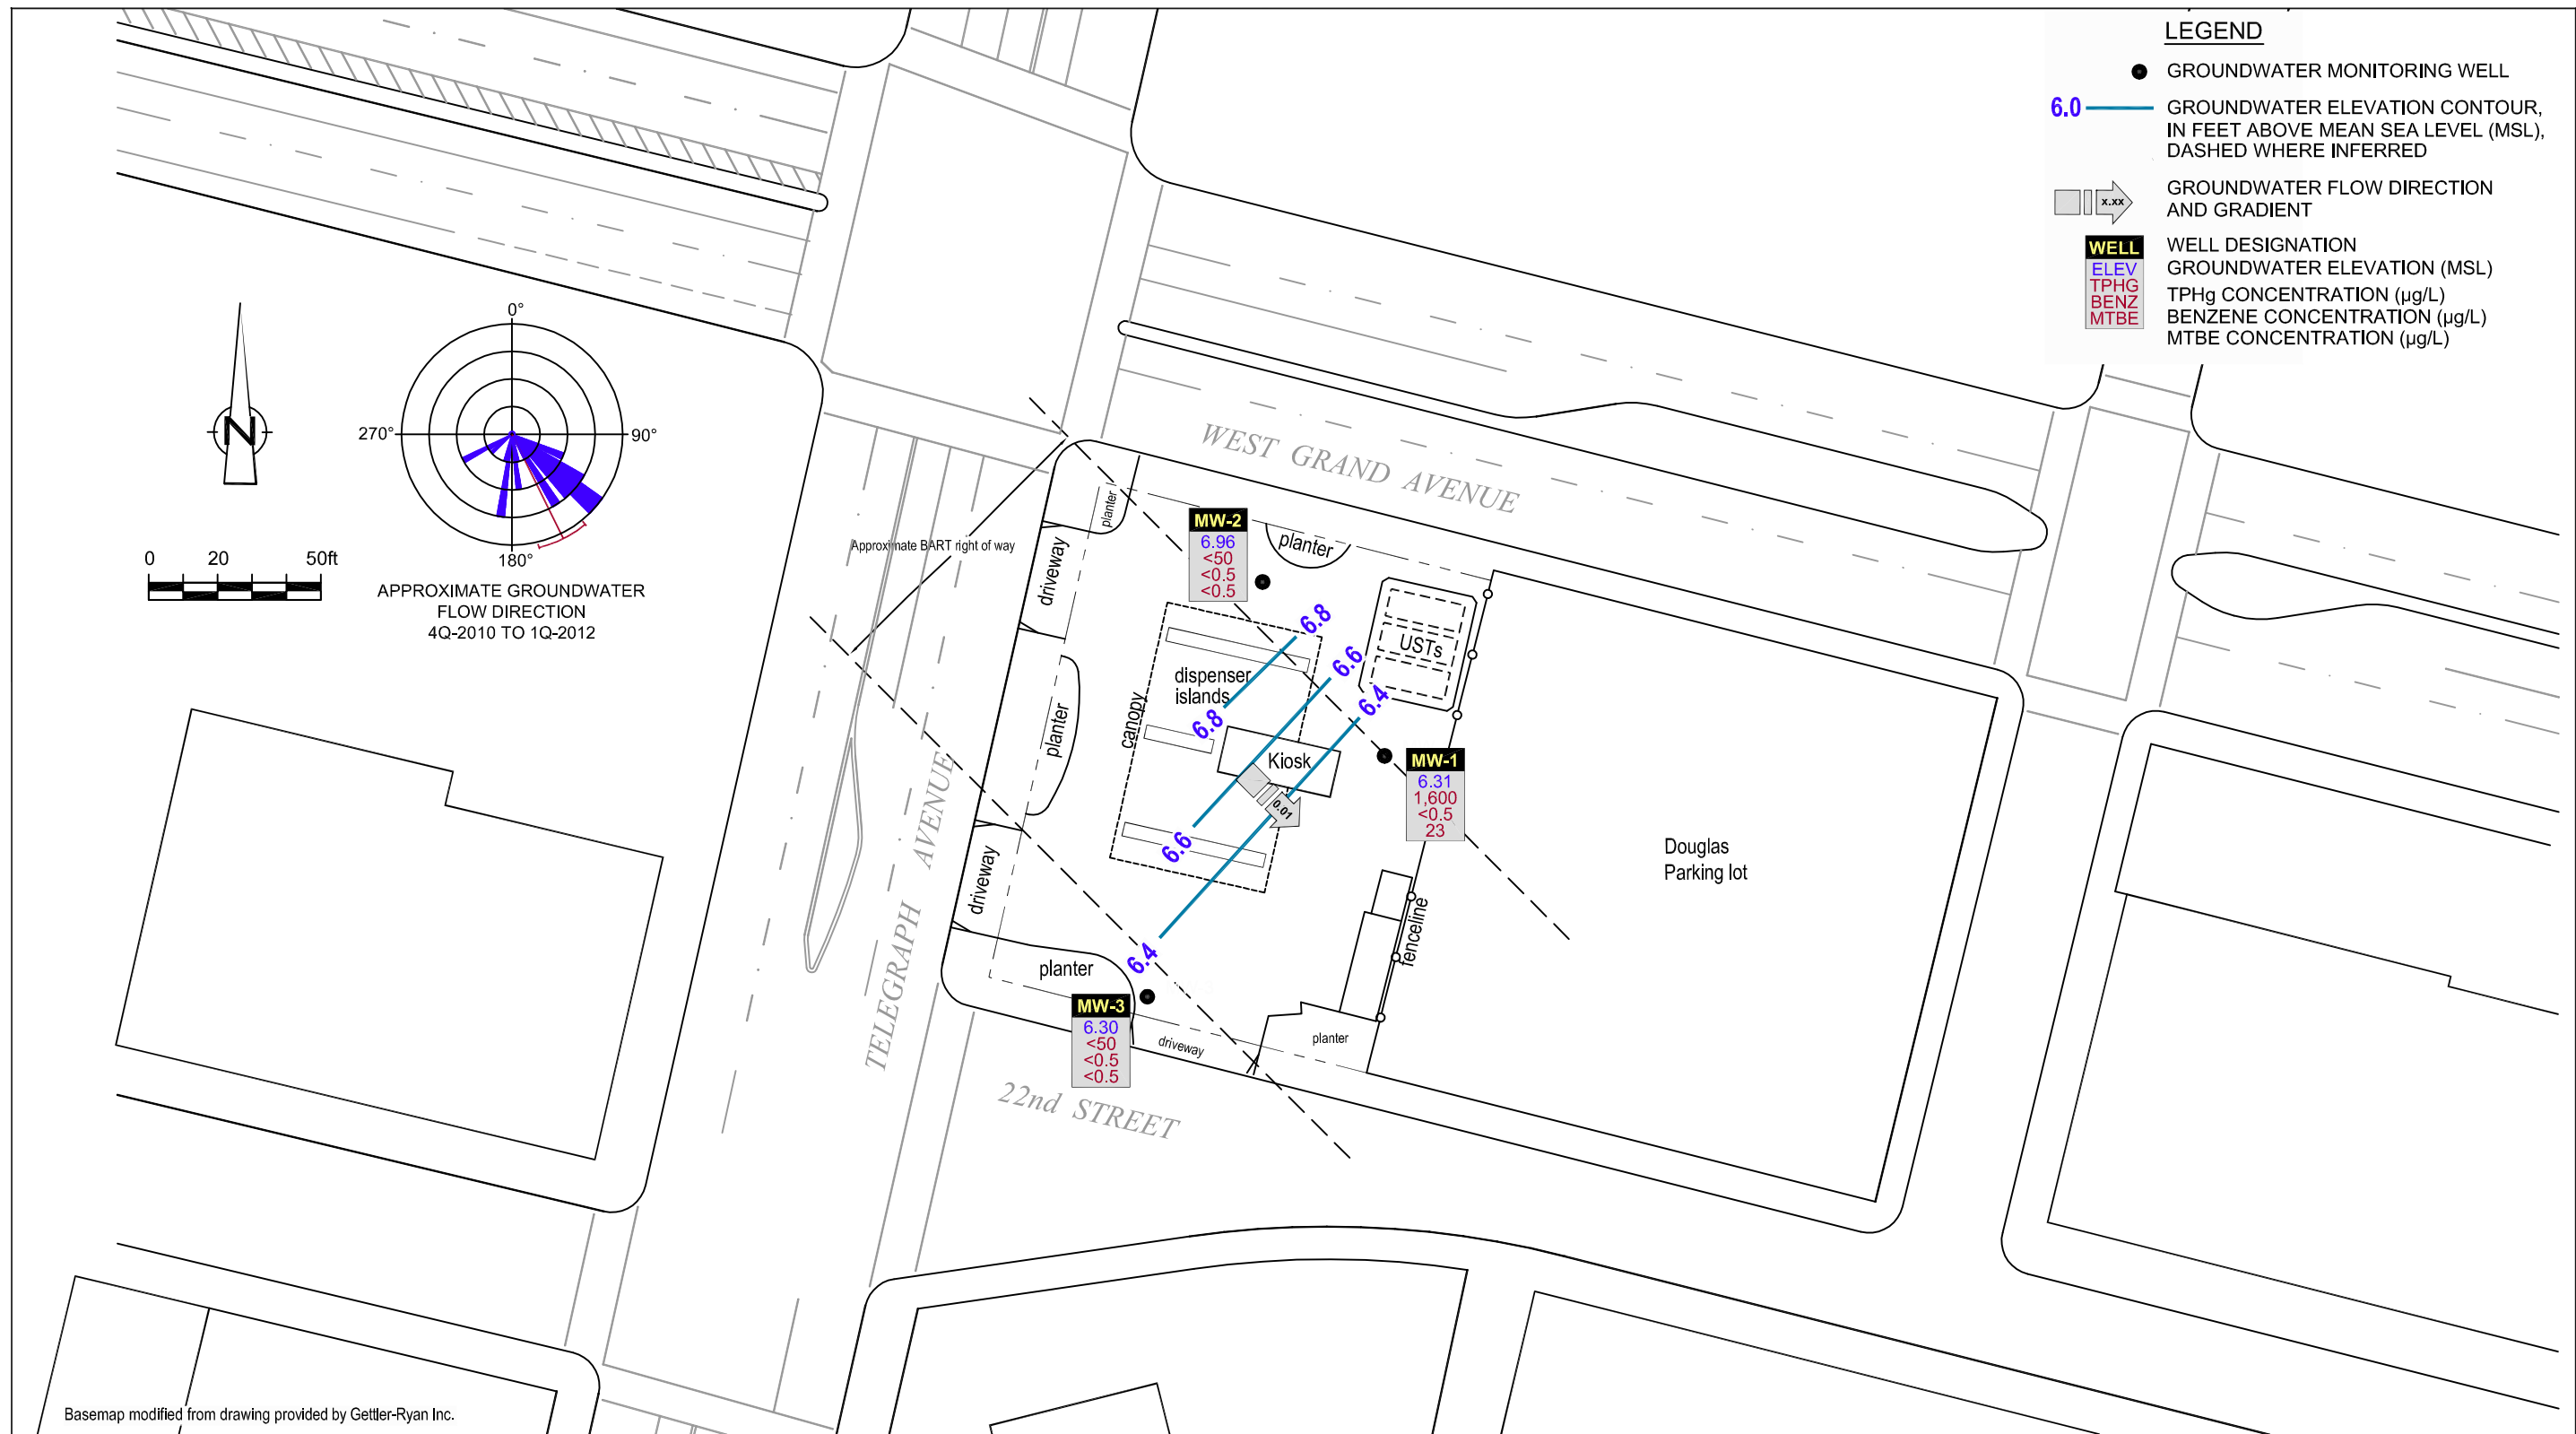 LEGEND
GROUNDWATER MONITORING WELL
6.0
GROUNDWATER ELEVATION CONTOUR,
IN FEET ABOVE MEAN SEA LEVEL (MSL),
DASHED WHERE INFERRED
x.xx
GROUNDWATER FLOW DIRECTION
AND GRADIENT
WELL
WELL DESIGNATION
ELEV
GROUNDWATER ELEVATION (MSL)
TPHG
TPHg CONCENTRATION (µg/L)
BENZ
BENZENE CONCENTRATION (µg/L)
MTBE
MTBE CONCENTRATION (µg/L)
N
0°
270°
90°
180°
0 20 50ft
APPROXIMATE GROUNDWATER
FLOW DIRECTION
4Q-2010 TO 1Q-2012
WEST GRAND AVENUE
Approximate BART right of way
planter
driveway
MW-2
6.96
<50
<0.5
<0.5
planter
USTs
6.8
6.6
6.4
dispenser
islands
6.8
canopy
planter
Kiosk
0.01
MW-1
6.31
1,600
<0.5
23
6.6
driveway
TELEGRAPH AVENUE
Douglas
Parking lot
fenceline
6.4
planter
MW-3
6.30
<50
<0.5
<0.5
driveway
planter
22nd STREET
Basemap modified from drawing provided by Gettler-Ryan Inc.